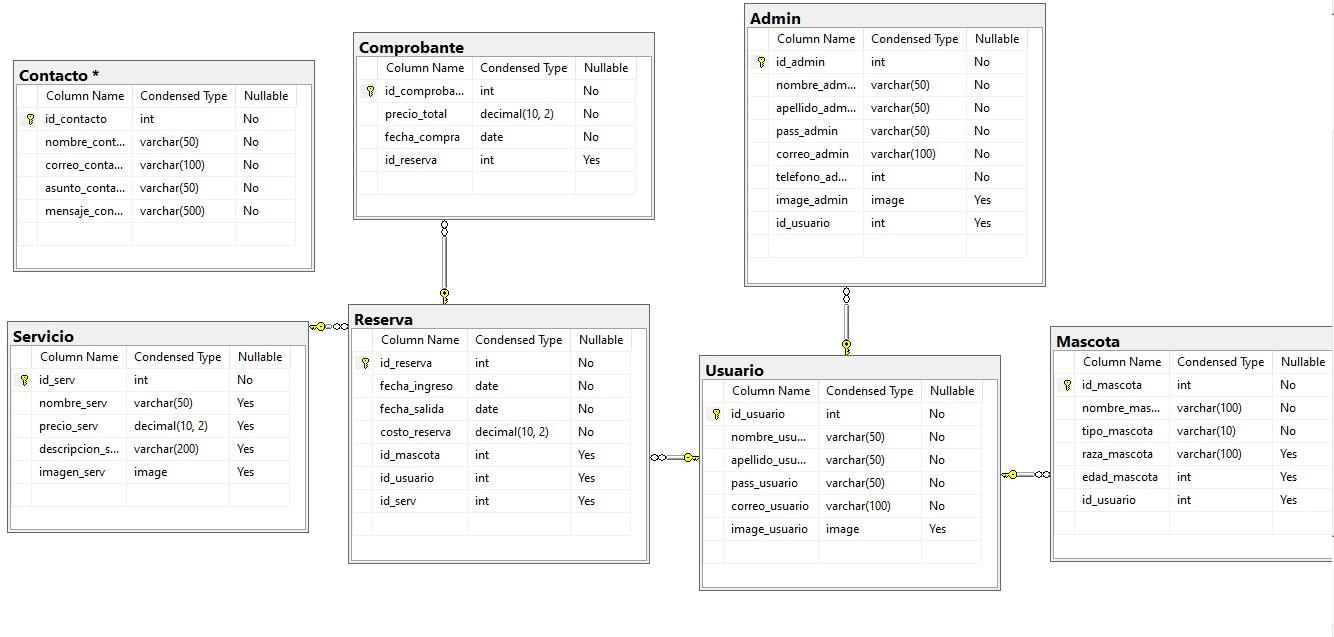 Contacto *
Column Name Condensed Type Nullable
id_contacto int No
nombre_cont... varchar(50) No
correo_conta... varchar(100) No
asunto_conta... varchar(50) No
mensaje_con... varchar(500) No
Comprobante
Column Name Condensed Type Nullable
id_comproba... int No
precio_total decimal(10, 2) No
fecha_compra date No
id_reserva int Yes
Admin
Column Name Condensed Type Nullable
id_admin int No
nombre_adm... varchar(50) No
apellido_adm... varchar(50) No
pass_admin varchar(50) No
correo_admin varchar(100) No
telefono_ad... int No
image_admin image Yes
id_usuario int Yes
Servicio
Column Name Condensed Type Nullable
id_serv int No
nombre_serv varchar(50) Yes
precio_serv decimal(10, 2) Yes
descripcion_s... varchar(200) Yes
imagen_serv image Yes
Reserva
Column Name Condensed Type Nullable
id_reserva int No
fecha_ingreso date No
fecha_salida date No
costo_reserva decimal(10, 2) No
id_mascota int Yes
id_usuario int Yes
id_serv int Yes
Usuario
Column Name Condensed Type Nullable
id_usuario int No
nombre_usu... varchar(50) No
apellido_usu... varchar(50) No
pass_usuario varchar(50) No
correo_usuario varchar(100) No
image_usuario image Yes
Mascota
Column Name Condensed Type Nullable
id_mascota int No
nombre_mas... varchar(100) No
tipo_mascota varchar(10) No
raza_mascota varchar(100) Yes
edad_mascota int Yes
id_usuario int Yes